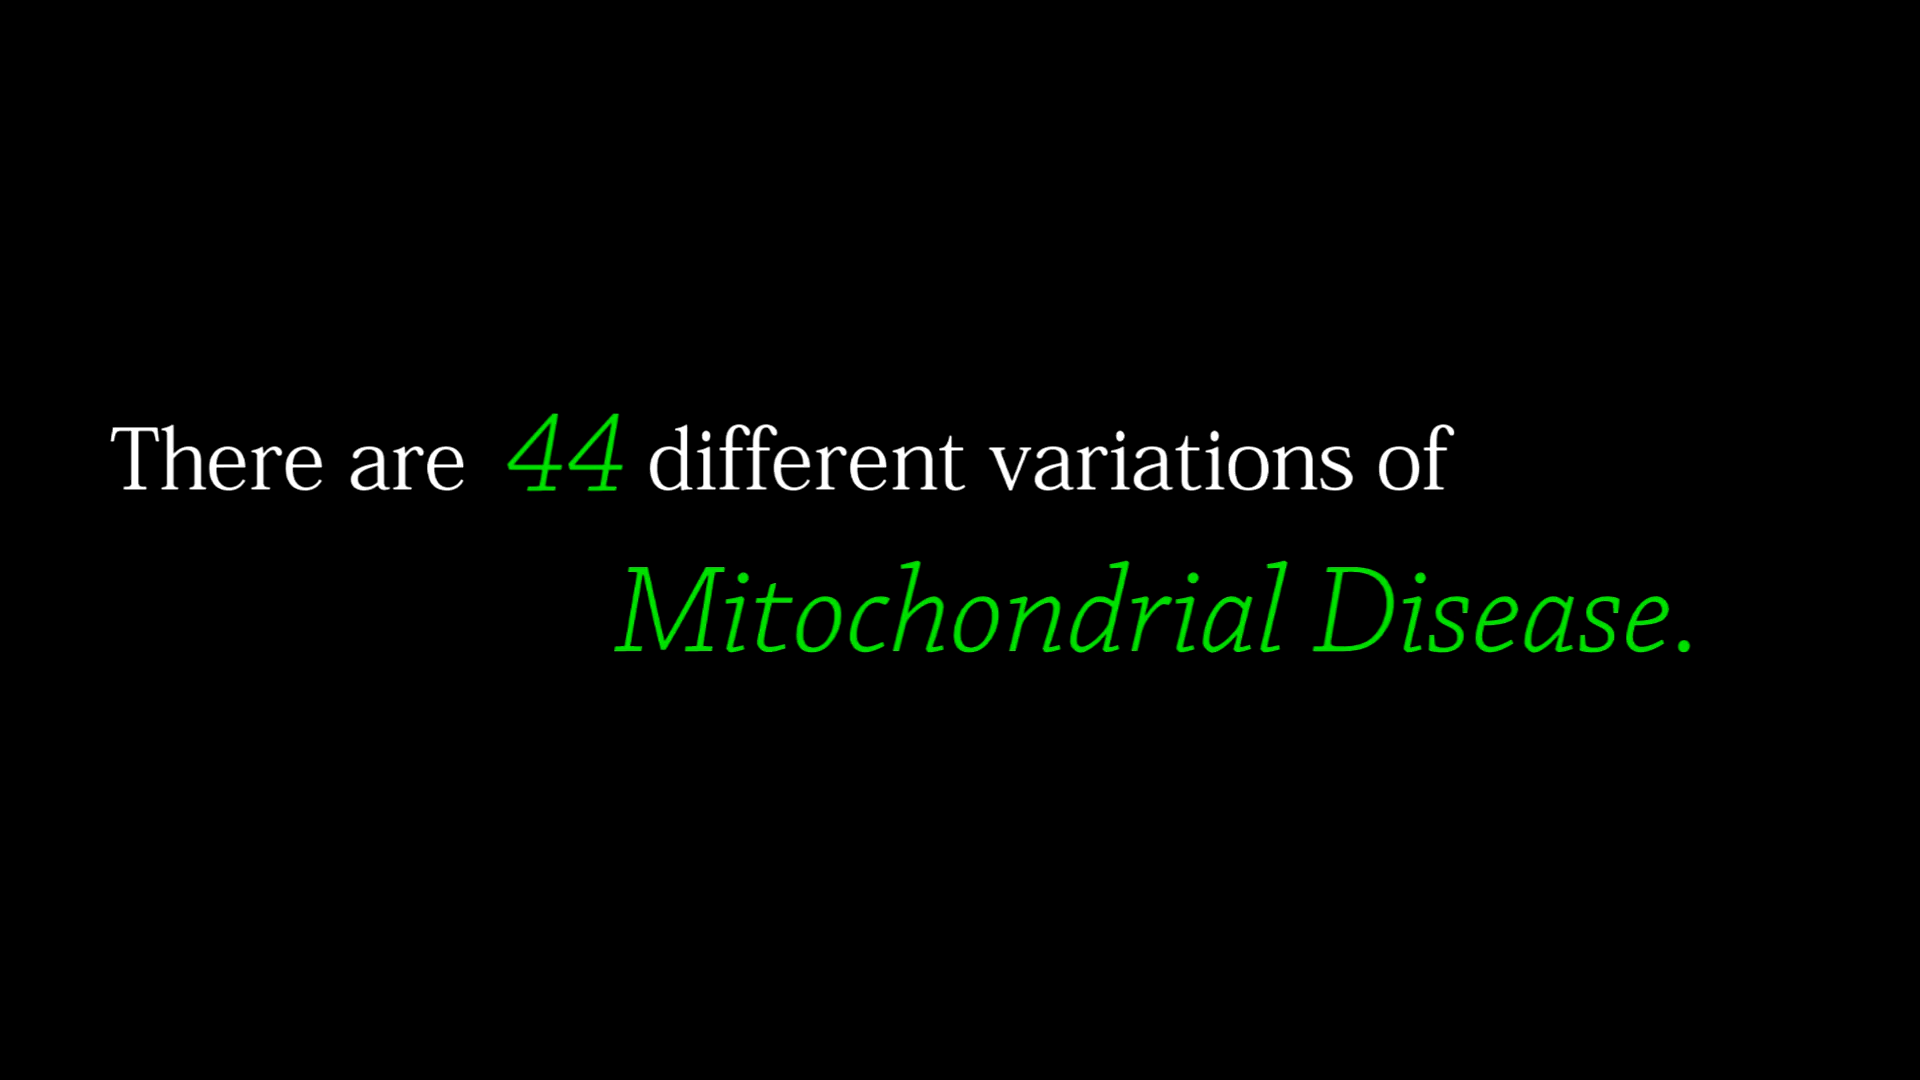 There are 44 different variations of
Mitochondrial Disease.